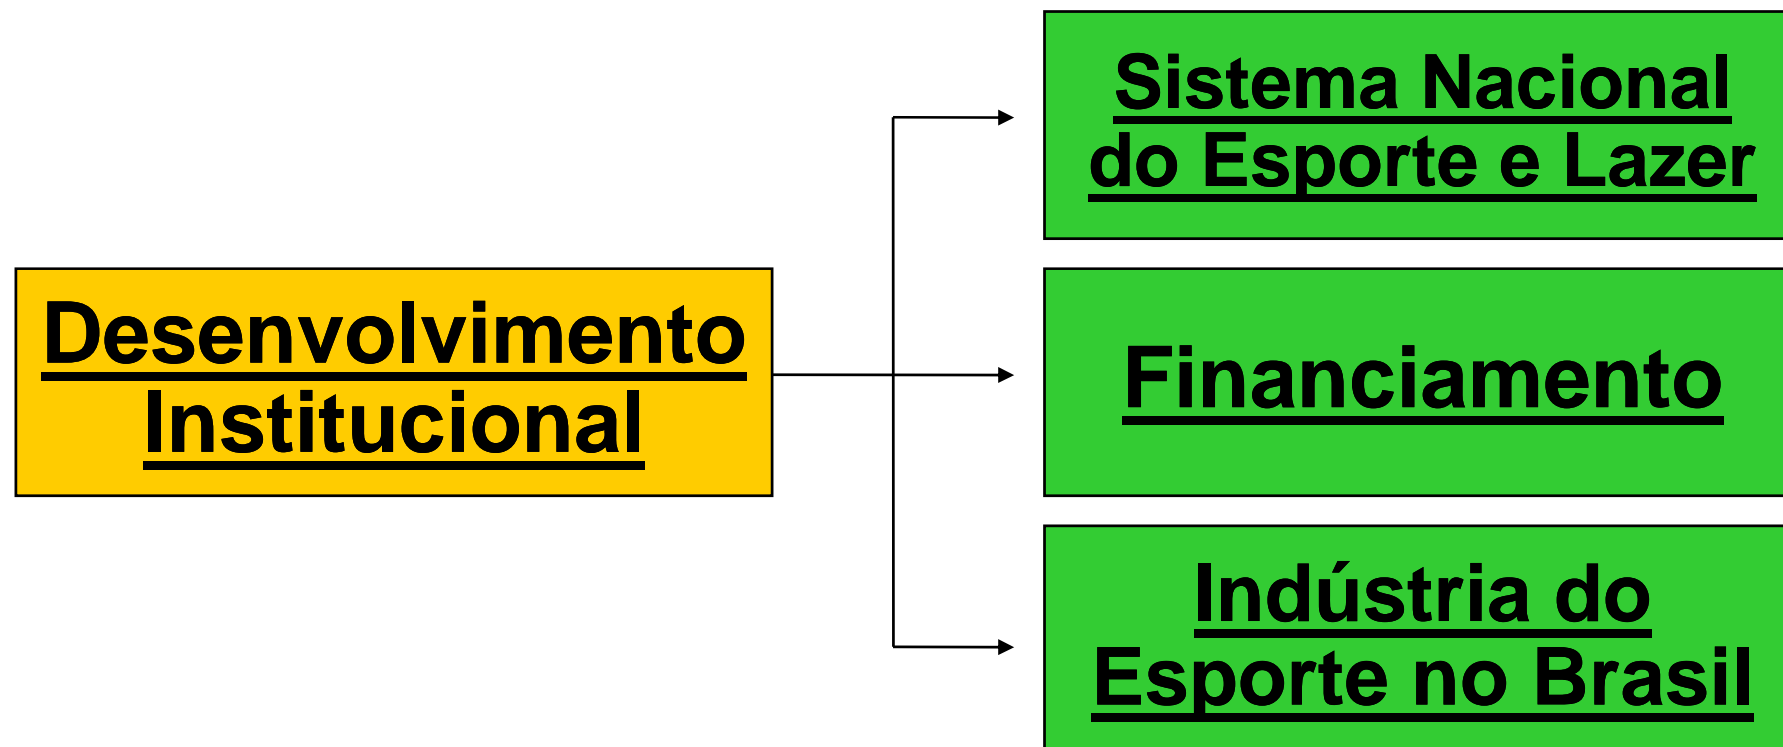 Desenvolvimento
Institucional
Sistema Nacional
do Esporte e Lazer
Financiamento
Indústria do
Esporte no Brasil